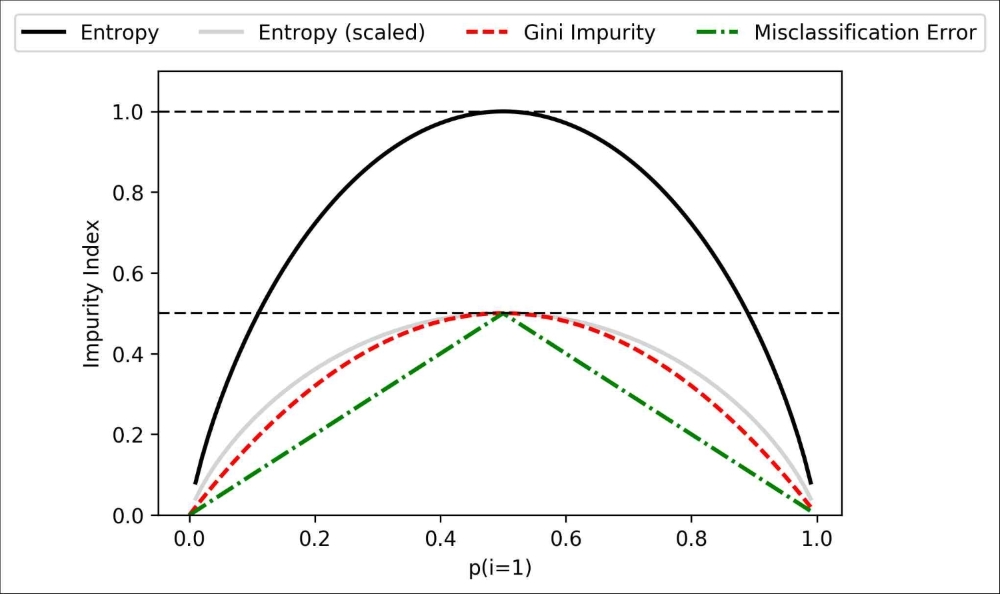 Entropy Entropy (scaled) Gini Impurity Misclassification Error
1.0
0.8
0.6
0.4
0.2
0.0
Impurity Index
0.0 0.2 0.4 0.6 0.8 1.0
p(i=1)